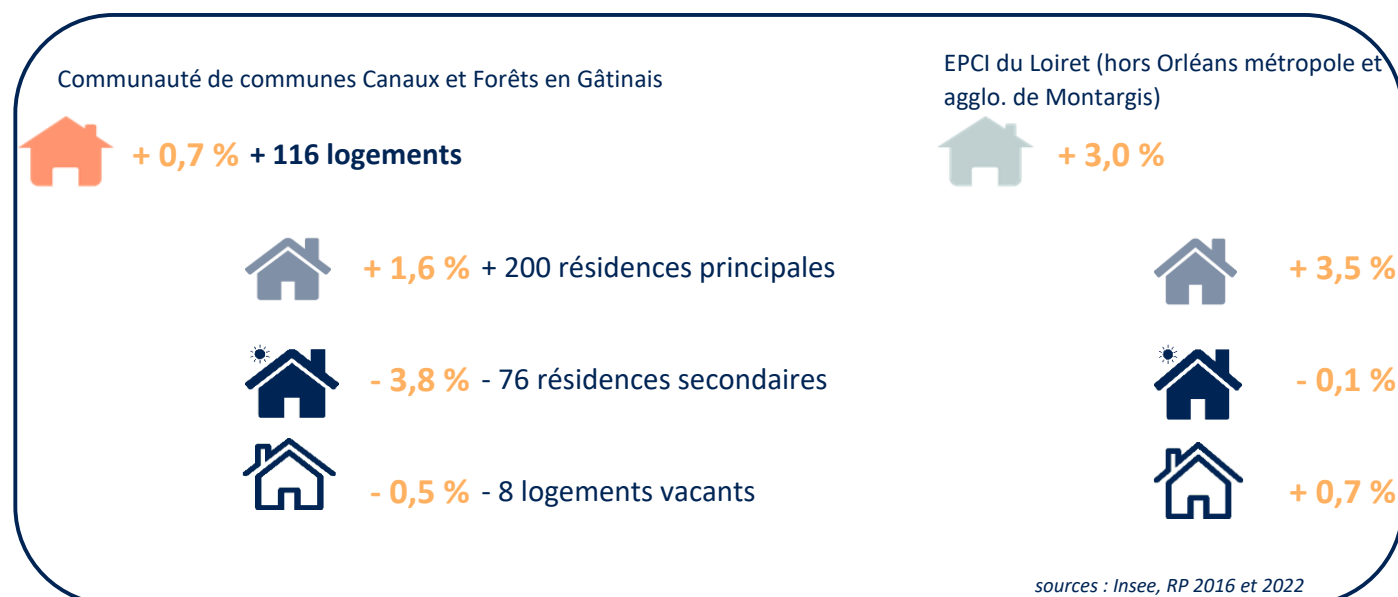 Communauté de communes Canaux et Forêts en Gâtinais
+ 0,7 % + 116 logements
+ 1,6 % + 200 résidences principales
- 3,8 % - 76 résidences secondaires
- 0,5 % - 8 logements vacants
EPCI du Loiret (hors Orléans métropole et
agglo. de Montargis)
+ 3,0 %
+ 3,5 %
- 0,1 %
+ 0,7 %
sources : Insee, RP 2016 et 2022